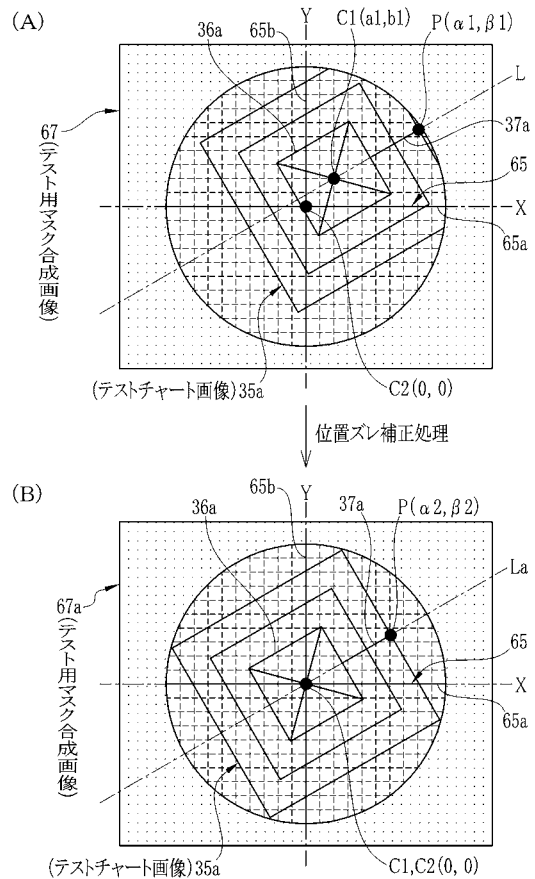 (A)
Y
C1(a1,b1)
P(α1,β1)
36a
65b
L
37a
67
(テスト用マスク合成画像)
65
X
65a
(テストチャート画像)35a
C2(0, 0)
位置ズレ補正処理
(B)
Y
65b
37a
P(α2,β2)
36a
La
67a
(テスト用マスク合成画像)
65
X
65a
(テストチャート画像)35a
C1,C2(0, 0)